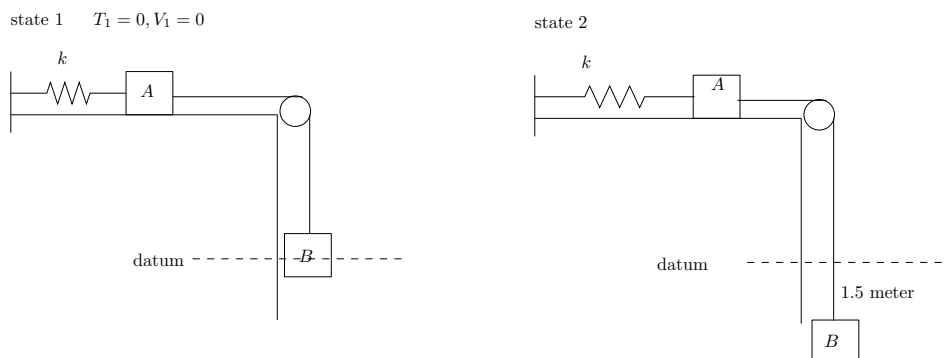 state 1 T₁ = 0, V₁ = 0
k
A
B
datum
state 2
k
A
datum
1.5 meter
B